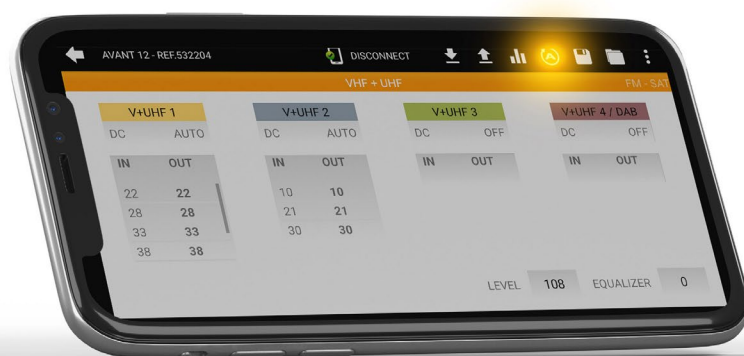 AVANT 12 - REF.532204 DISCONNECT A
VHF + UHF FM - SAT
V+UHF 1 V+UHF 2 V+UHF 3 V+UHF 4 / DAB
DC AUTO DC AUTO DC OFF DC OFF
IN OUT IN OUT IN OUT IN OUT
22 22 10 10
28 28 21 21
33 33 30 30
38 38
LEVEL 108 EQUALIZER 0